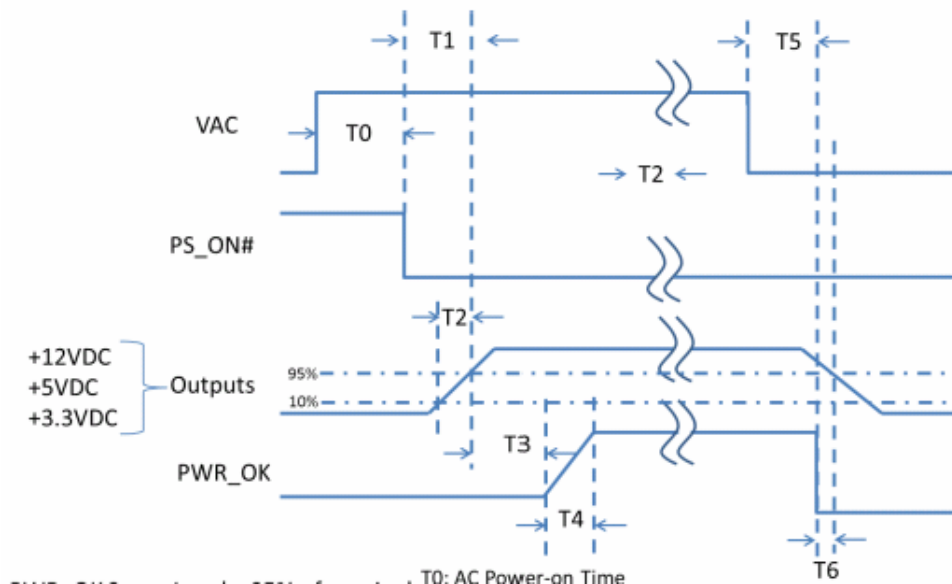 T1
T5
VAC
T0
T2
PS_ON#
T2
+12VDC
+5VDC
+3.3VDC
Outputs
95%
10%
T3
PWR_OK
T4
T6
T0: AC Power-on Time